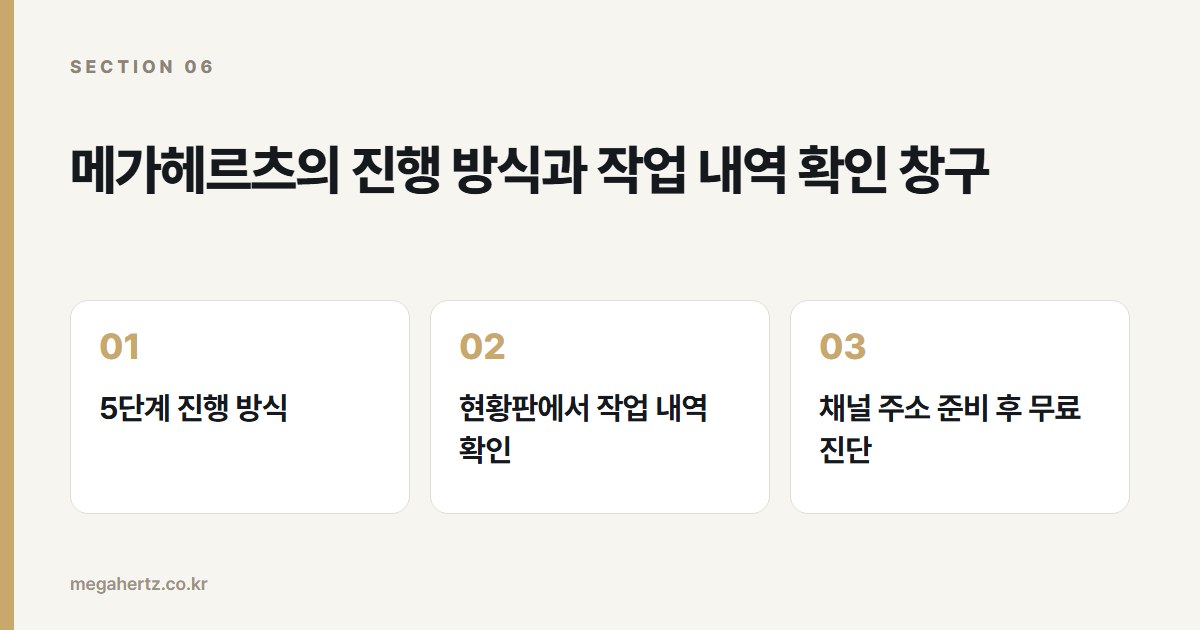 SECTION 06
메가헤르츠의 진행 방식과 작업 내역 확인 창구
01
5단계 진행 방식
02
현황판에서 작업 내역
확인
03
채널 주소 준비 후 무료
진단
megahertz.co.kr